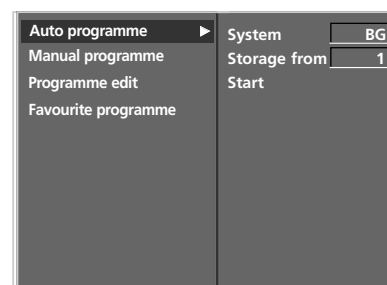 Auto programme
Manual programme
Programme edit
Favourite programme
System BG
Storage from 1
Start